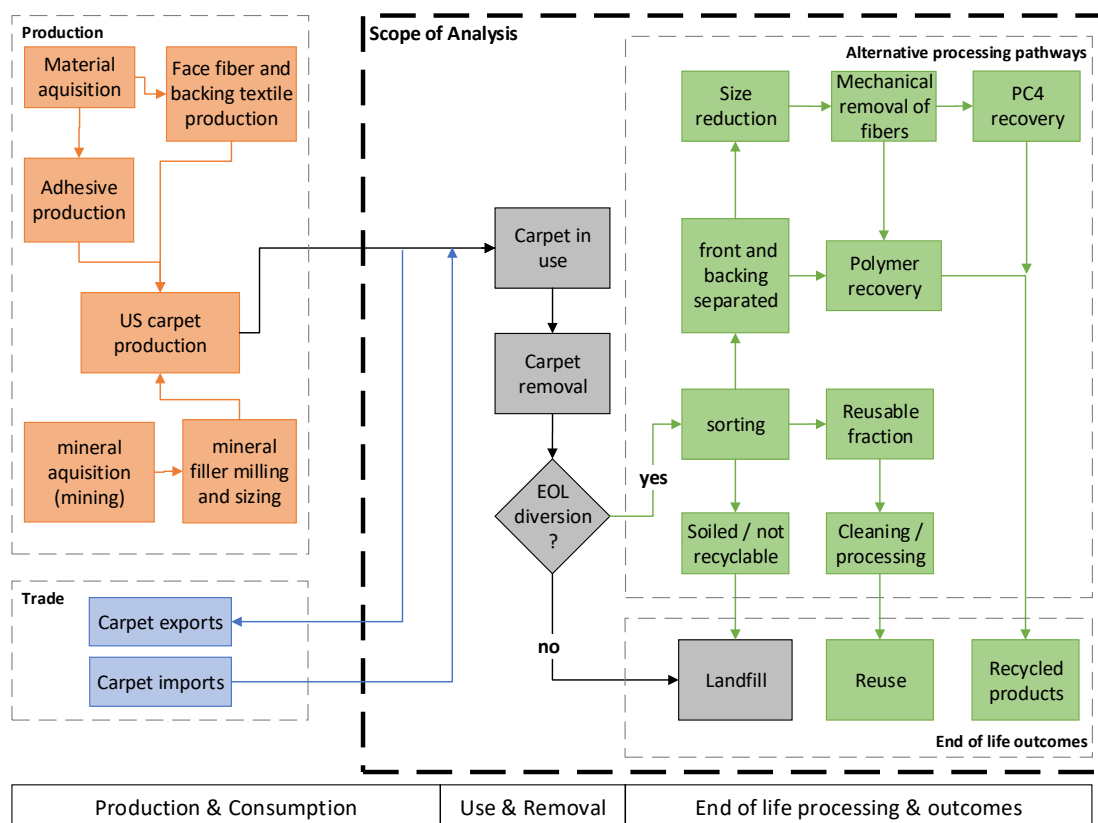 Production
Material
aquisition
Face fiber and
backing textile
production
Adhesive
production
US carpet
production
mineral
aquisition
(mining)
mineral
filler milling
and sizing
Trade
Carpet exports
Carpet imports
Scope of Analysis
Carpet in
use
Carpet
removal
EOL
diversion
?
yes
no
Alternative processing pathways
Size
reduction
Mechanical
removal of
fibers
PC4
recovery
front and
backing
separated
Polymer
recovery
sorting
Reusable
fraction
Soiled / not
recyclable
Cleaning /
processing
Landfill
Reuse
Recycled
products
End of life outcomes
Production & Consumption
Use & Removal
End of life processing & outcomes